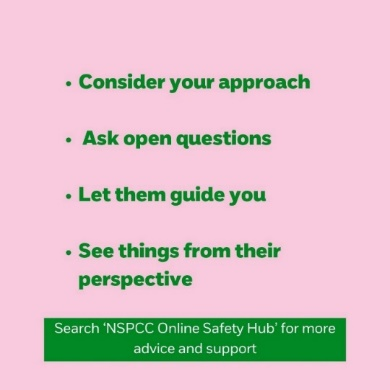 • Consider your approach
• Ask open questions
• Let them guide you
• See things from their
perspective
Search ‘NSPCC Online Safety Hub’ for more
advice and support